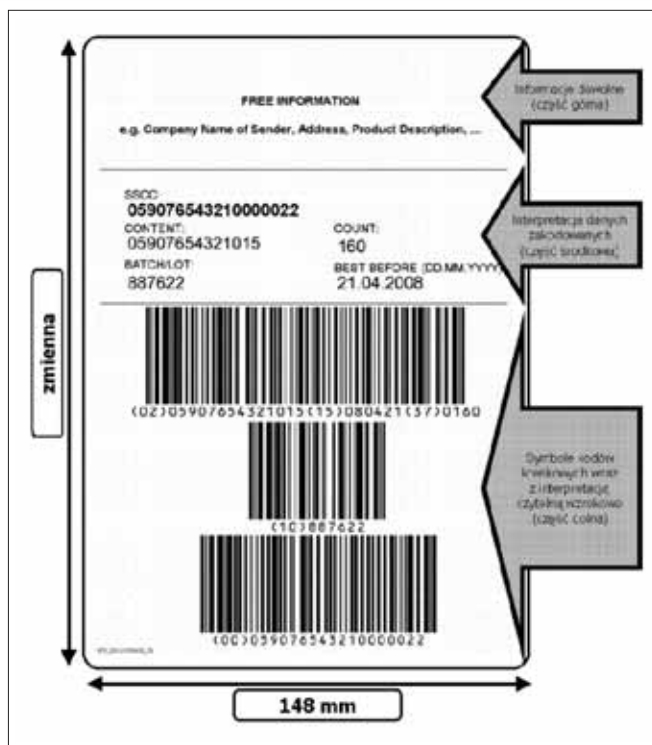 FREE INFORMATION
e.g. Company Name of Sender, Address, Product Description, ...
Informacje dowolne
(część górna)
SSCC:
059076543210000022
CONTENT:
COUNT:
05907654321015
160
BATCH/LOT:
BEST BEFORE (CD.MM.YYYY)
887622
21.04.2008
Interpretacja danych
zakodowanych
(część środkowa)
(02)05907654321015(15)080421(37)0160
(10)887622
(00)059076543210000022
Symbole kodów
kreskowych wraz
z interpretacją
czytelną wzrokowo
(część dolna)
zmienna
148 mm